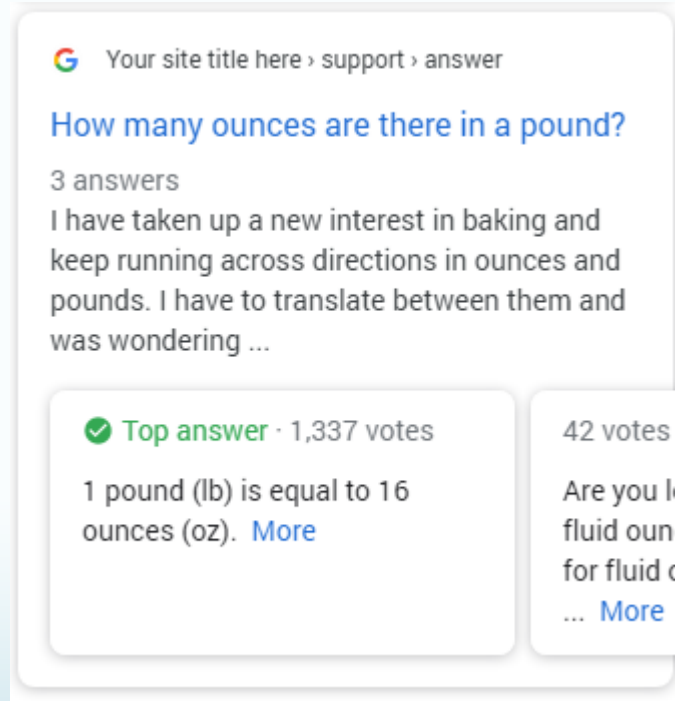 Your site title here › support › answer
How many ounces are there in a pound?
3 answers
I have taken up a new interest in baking and
keep running across directions in ounces and
pounds. I have to translate between them and
was wondering ...
Top answer · 1,337 votes
1 pound (lb) is equal to 16
ounces (oz). More
42 votes
Are you
fluid
for fluid
... More